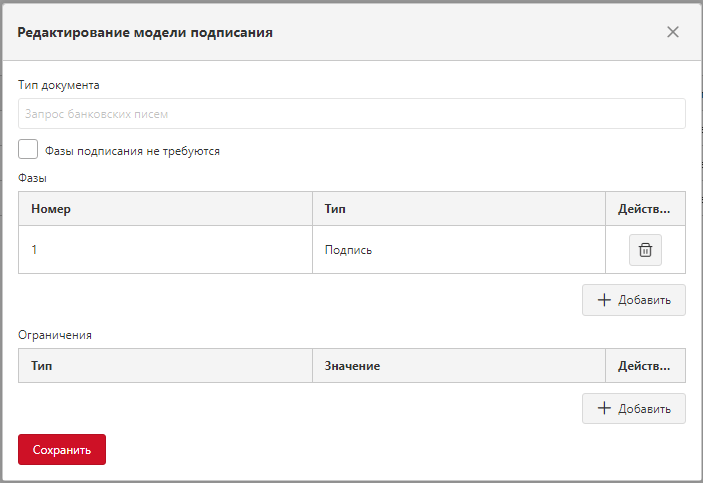 Редактирование модели подписания
Тип документа
Запрос банковских писем
Фазы подписания не требуются
Фазы
Номер Тип Действ...
1 Подпись
Добавить
Ограничения
Тип Значение Действ...
Добавить
Сохранить